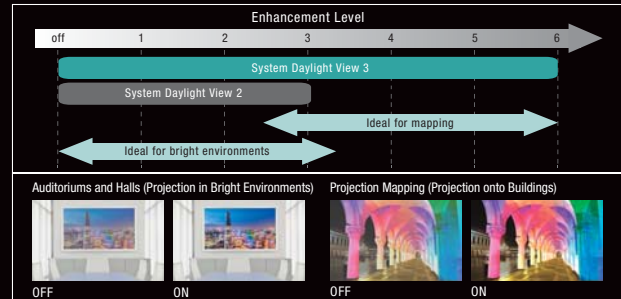 Enhancement Level
off 1 2 3 4 5 6
System Daylight View 3
System Daylight View 2
Ideal for mapping
Ideal for bright environments
Auditoriums and Halls (Projection in Bright Environments)
Projection Mapping (Projection onto Buildings)
OFF ON OFF ON